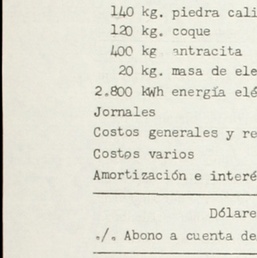 140 kg. piedra cali
120 kg. coque
400 kg antracita
20 kg. masa de ele
2.800 kWh energía elé
Jornales
Costos generales y re
Costos varios
Amortización e interé
Dólare
./. Abono a cuenta de